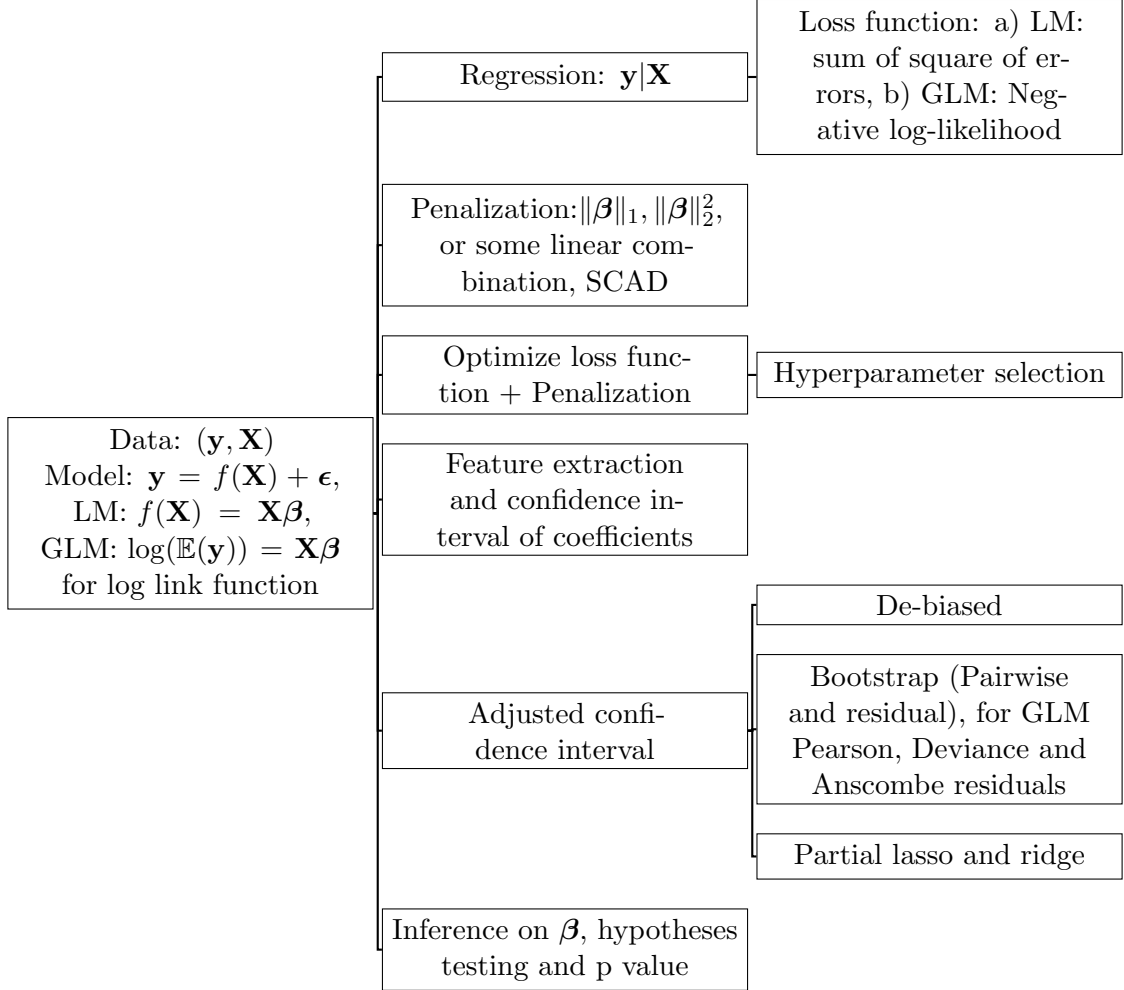 Loss function: a) LM:
sum of square of er-
rors, b) GLM: Neg-
ative log-likelihood
Regression: 𝐲|𝐗
Penalization:‖𝜷‖₁, ‖𝜷‖₂²,
or some linear com-
bination, SCAD
Optimize loss func-
tion + Penalization
Hyperparameter selection
Data: (𝐲, 𝐗)
Model: 𝐲 = f(𝐗) + 𝝐,
LM: f(𝐗) = 𝐗𝜷,
GLM: log(𝔼(𝐲)) = 𝐗𝜷
for log link function
Feature extraction
and confidence in-
terval of coefficients
Adjusted confi-
dence interval
De-biased
Bootstrap (Pairwise
and residual), for GLM
Pearson, Deviance and
Anscombe residuals
Partial lasso and ridge
Inference on 𝜷, hypotheses
testing and p value